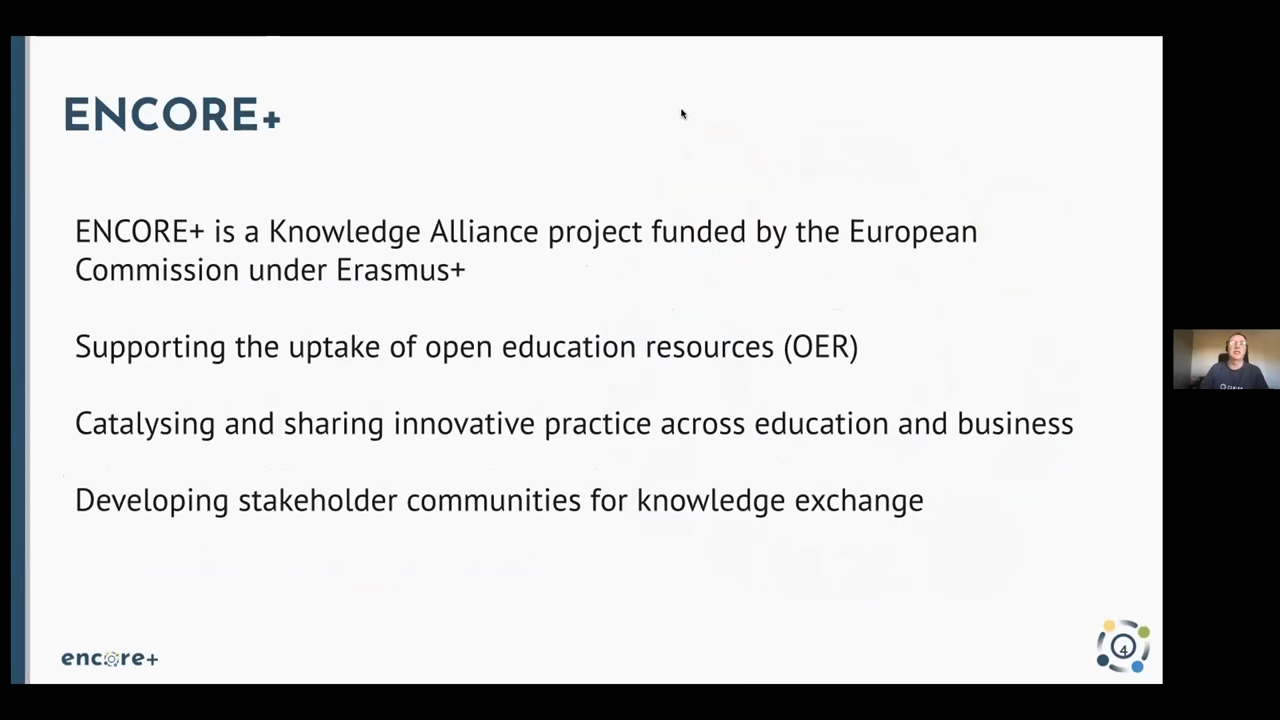 ENCORE+
ENCORE+ is a Knowledge Alliance project funded by the European
Commission under Erasmus+
Supporting the uptake of open education resources (OER)
Catalysing and sharing innovative practice across education and business
Developing stakeholder communities for knowledge exchange
encore+
4